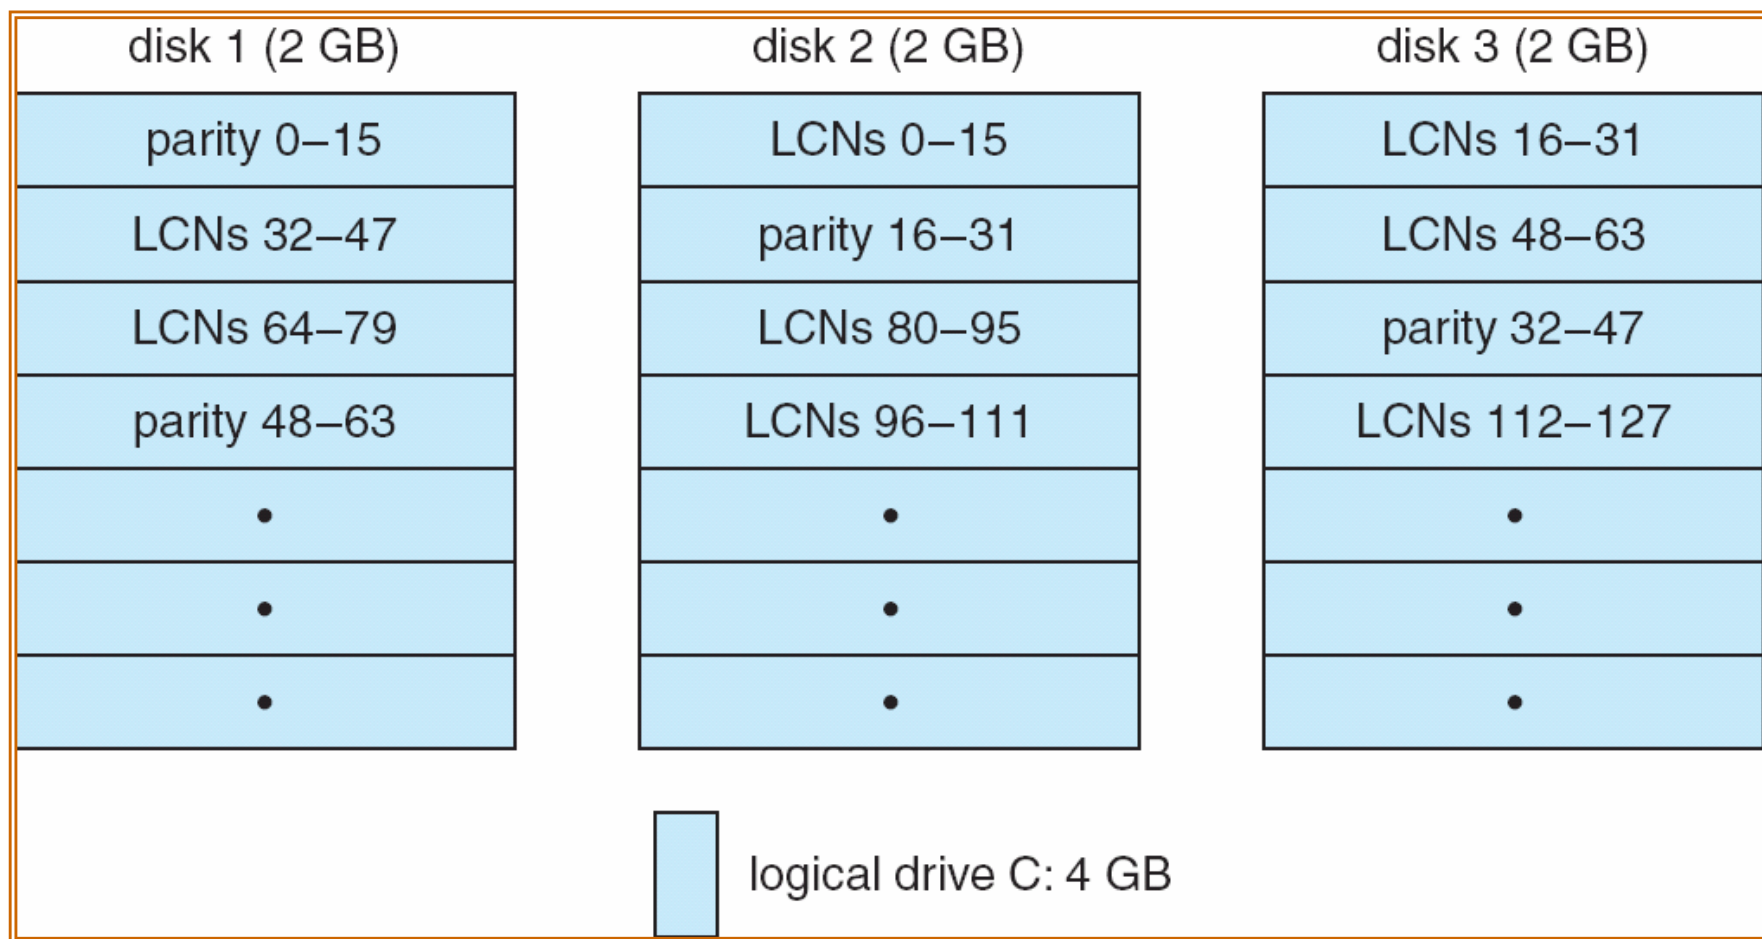 disk 1 (2 GB)
disk 2 (2 GB)
disk 3 (2 GB)
parity 0–15
LCNs 0–15
LCNs 16–31
LCNs 32–47
parity 16–31
LCNs 48–63
LCNs 64–79
LCNs 80–95
parity 32–47
parity 48–63
LCNs 96–111
LCNs 112–127
logical drive C: 4 GB